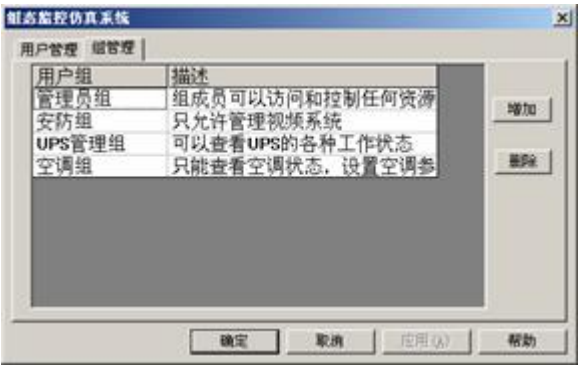 组态监控仿真系统
用户管理 组管理
用户组 描述
管理员组 组成员可以访问和控制任何资源
安防组 只允许管理视频系统
UPS管理组 可以查看UPS的各种工作状态
空调组 只能查看空调状态，设置空调参
增加
删除
确定 取消 应用(A) 帮助